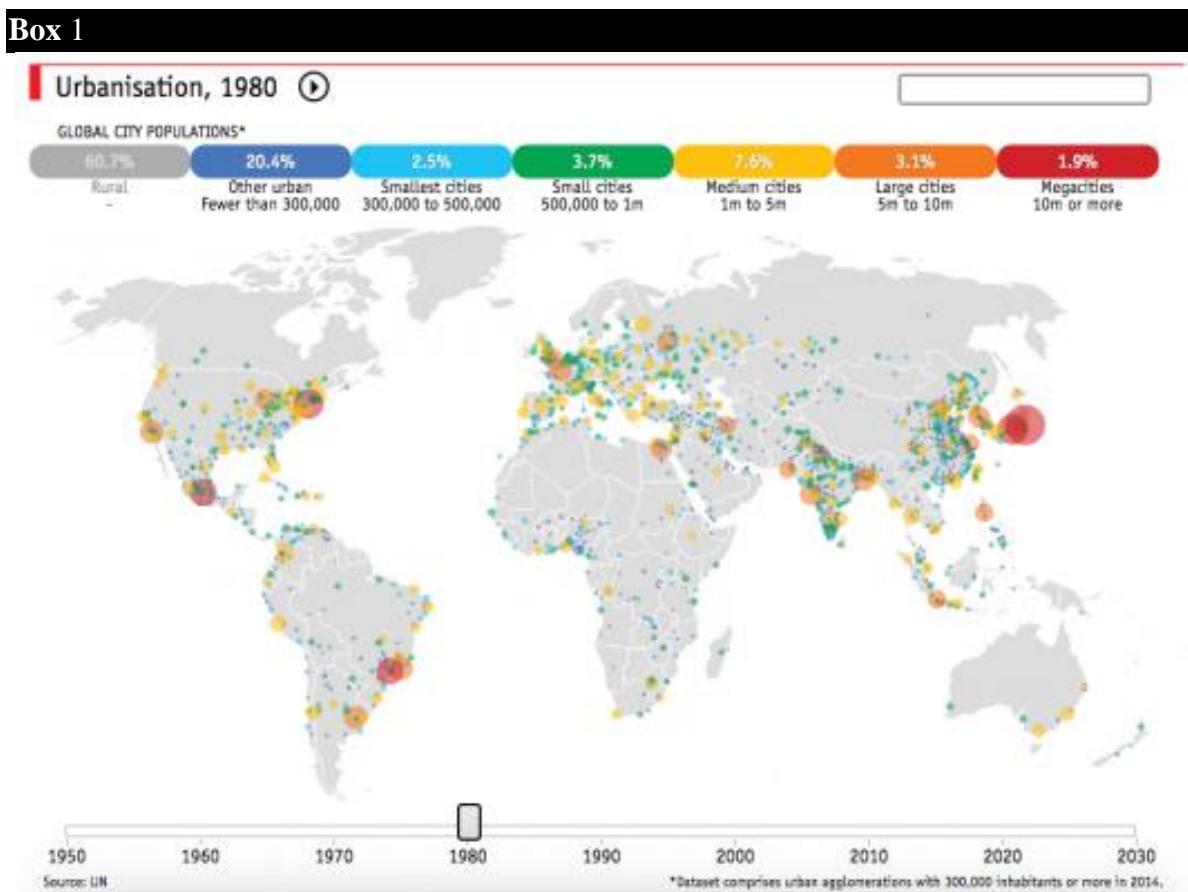 Box 1
Urbanisation, 1980
GLOBAL CITY POPULATIONS*
60.7% 20.4% 2.5% 3.7% 7.6% 3.1% 1.9%
Rural Other urban Smallest cities Small cities Medium cities Large cities Megacities
- Fewer than 300,000 300,000 to 500,000 500,000 to 1m 1m to 5m 5m to 10m 10m or more
1950 1960 1970 1980 1990 2000 2010 2020 2030
Source: UN *Dataset comprises urban agglomerations with 300,000 inhabitants or more in 2014.